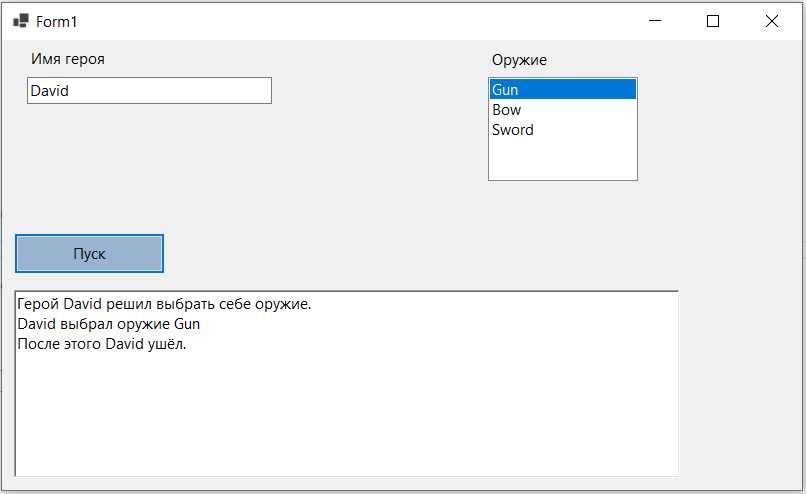 Form1
Имя героя
Оружие
David
Gun
Bow
Sword
Пуск
Герой David решил выбрать себе оружие.
David выбрал оружие Gun
После этого David ушёл.